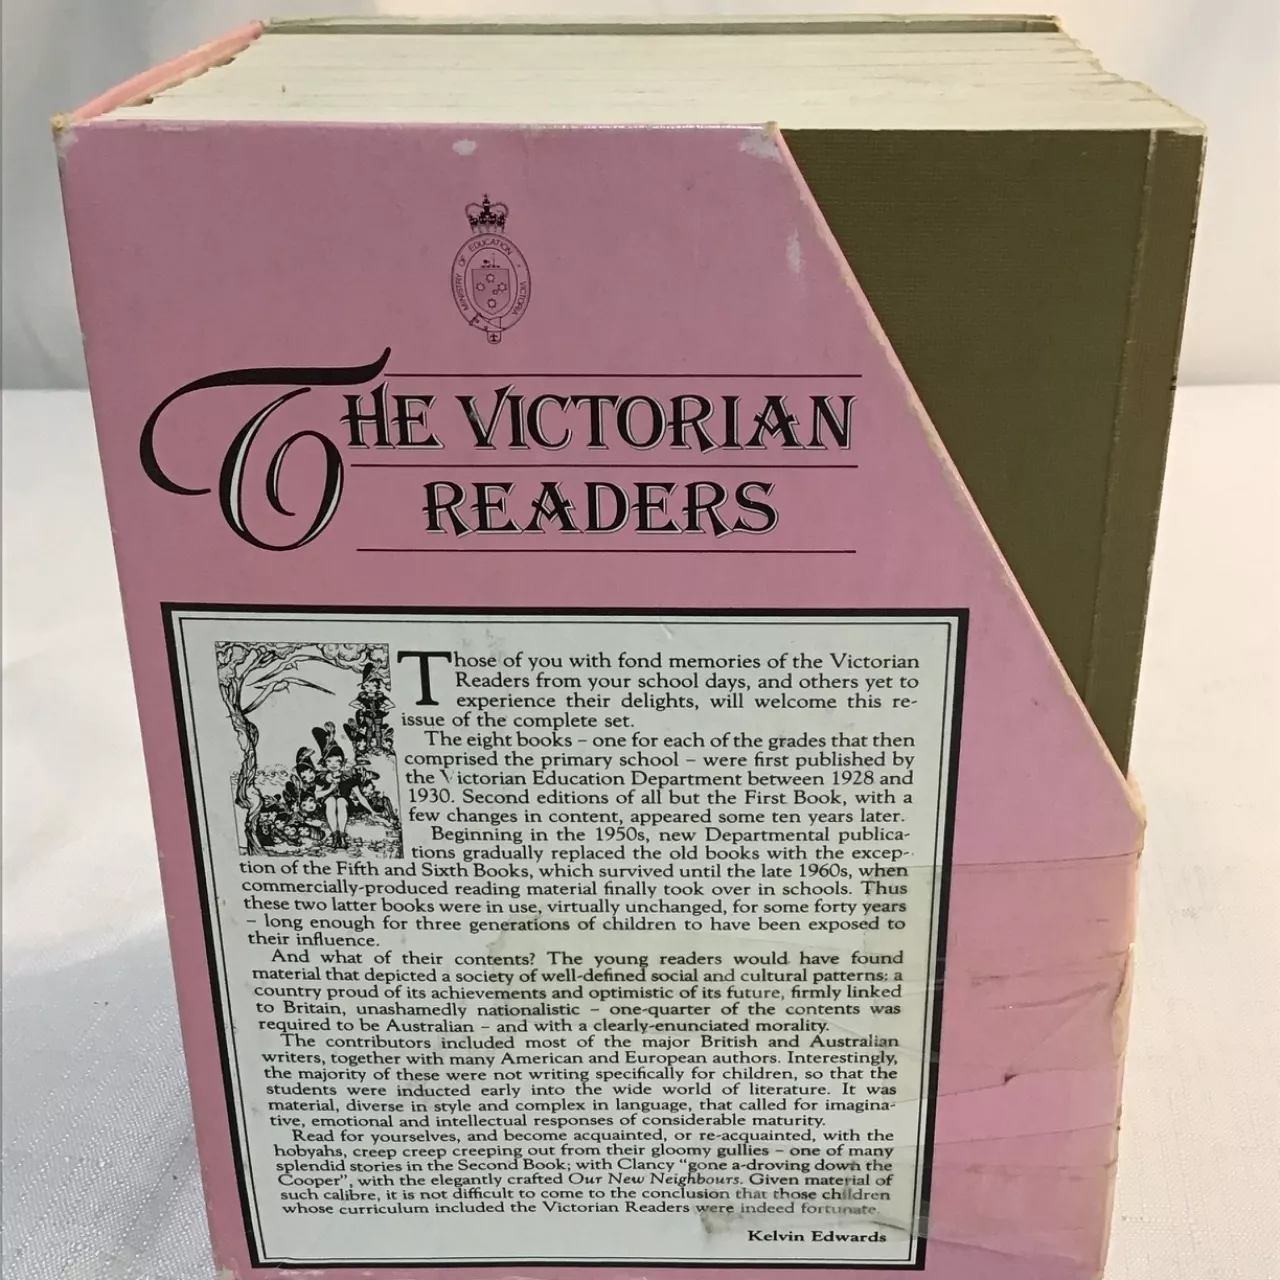 MINISTRY OF EDUCATION VICTORIA
THE VICTORIAN
READERS
Those of you with fond memories of the Victorian
Readers from your school days, and others yet to
experience their delights, will welcome this re-
issue of the complete set.
The eight books – one for each of the grades that then
comprised the primary school – were first published by
the Victorian Education Department between 1928 and
1930. Second editions of all but the First Book, with a
few changes in content, appeared some ten years later.
Beginning in the 1950s, new Departmental publica-
tions gradually replaced the old books with the excep-
tion of the Fifth and Sixth Books, which survived until the late 1960s, when
commercially-produced reading material finally took over in schools. Thus
these two latter books were in use, virtually unchanged, for some forty years
– long enough for three generations of children to have been exposed to
their influence.
And what of their contents? The young readers would have found
material that depicted a society of well-defined social and cultural patterns: a
country proud of its achievements and optimistic of its future, firmly linked
to Britain, unashamedly nationalistic – one-quarter of the contents was
required to be Australian – and with a clearly-enunciated morality.
The contributors included most of the major British and Australian
writers, together with many American and European authors. Interestingly,
the majority of these were not writing specifically for children, so that the
students were inducted early into the wide world of literature. It was
material, diverse in style and complex in language, that called for imagina-
tive, emotional and intellectual responses of considerable maturity.
Read for yourselves, and become acquainted, or re-acquainted, with the
hobyahs, creep creep creeping out from their gloomy gullies – one of many
splendid stories in the Second Book; with Clancy “gone a-droving down the
Cooper”, with the elegantly crafted Our New Neighbours. Given material of
such calibre, it is not difficult to come to the conclusion that those children
whose curriculum included the Victorian Readers were indeed fortunate.
Kelvin Edwards